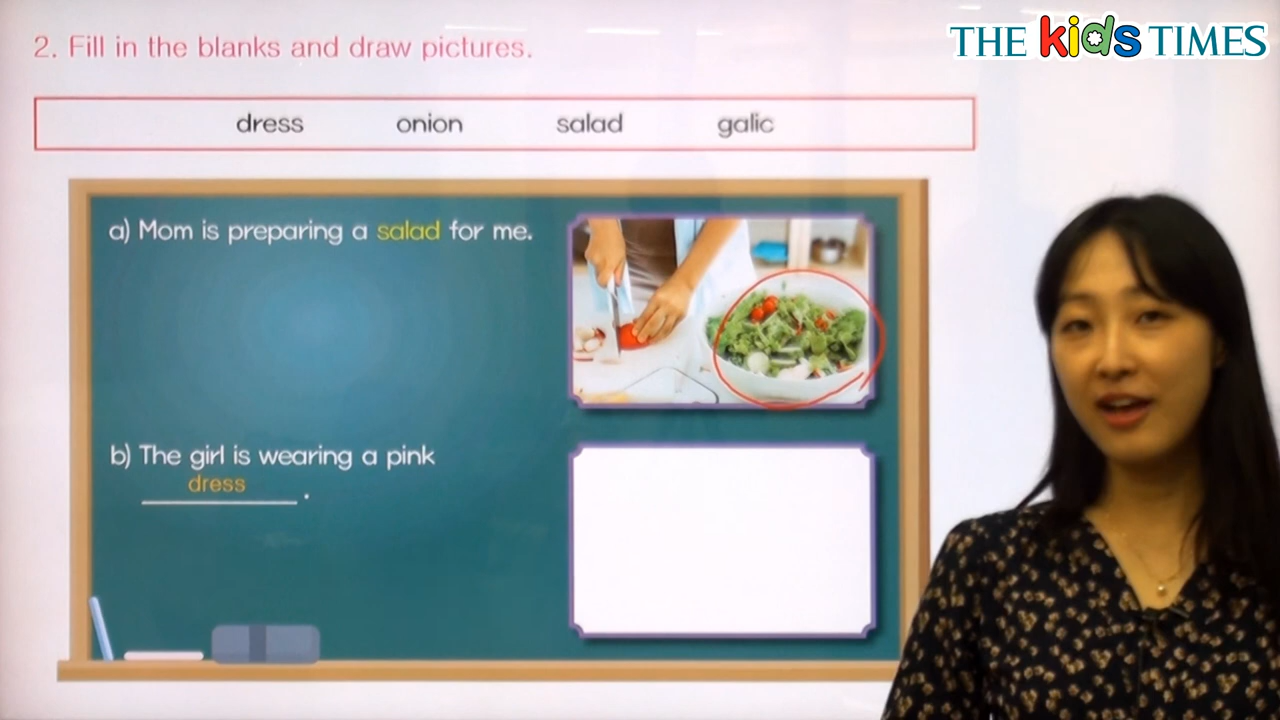 THE kids TIMES
2. Fill in the blanks and draw pictures.
dress onion salad galic
a) Mom is preparing a salad for me.
b) The girl is wearing a pink
dress.